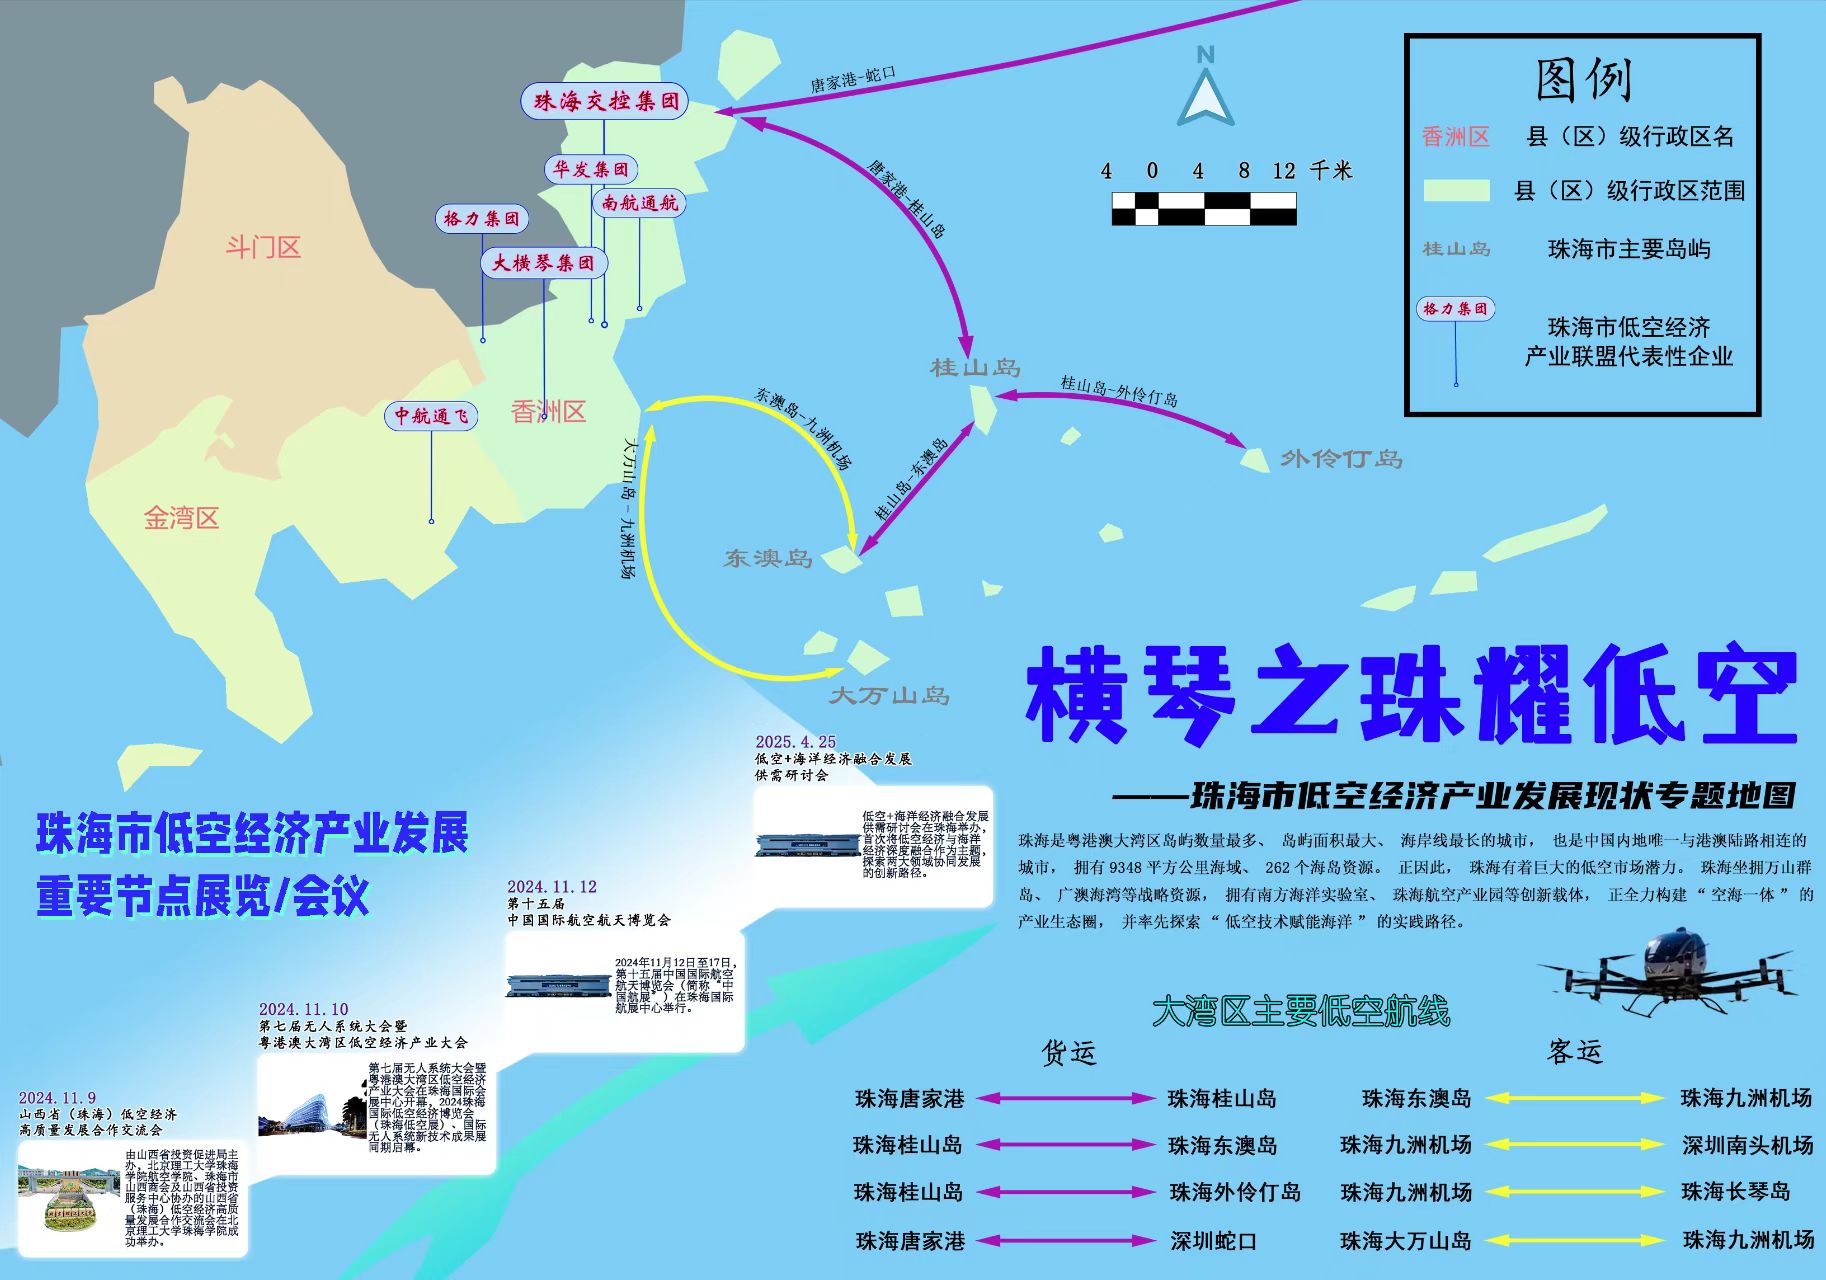 唐家港-蛇口
N
4 0 4 8 12 千米
图例
香洲区 县（区）级行政区名
县（区）级行政区范围
桂山岛 珠海市主要岛屿
格力集团
珠海市低空经济
产业联盟代表性企业
珠海交控集团
华发集团
南航通航
格力集团
大横琴集团
中航通飞
斗门区
香洲区
金湾区
唐家港-桂山岛
桂山岛
桂山岛-外伶仃岛
外伶仃岛
东澳岛-九洲机场
桂山岛-东澳岛
大万山岛-九洲机场
东澳岛
大万山岛
横琴之珠耀低空
——珠海市低空经济产业发展现状专题地图
珠海是粤港澳大湾区岛屿数量最多、岛屿面积最大、海岸线最长的城市，也是中国内地唯一与港澳陆路相连的
城市，拥有9348平方公里海域、262个海岛资源。正因此，珠海有着巨大的低空市场潜力。珠海坐拥万山群
岛、广澳海湾等战略资源，拥有南方海洋实验室、珠海航空产业园等创新载体，正全力构建“空海一体”的
产业生态圈，并率先探索“低空技术赋能海洋”的实践路径。
珠海市低空经济产业发展
重要节点展览/会议
2025.4.25
低空+海洋经济融合发展
供需研讨会
低空+海洋经济融合发展
供需研讨会在珠海举办，
首次将低空经济与海洋
经济深度融合作为主题，
探索两大领域协同发展
的创新路径。
2024.11.12
第十五届
中国国际航空航天博览会
2024年11月12日至17日，
第十五届中国国际航空
航天博览会（简称“中
国航展”）在珠海国际
航展中心举行。
2024.11.10
第七届无人系统大会暨
粤港澳大湾区低空经济产业大会
第七届无人系统大会暨
粤港澳大湾区低空经济
产业大会在珠海国际会
展中心开幕，2024珠海
国际低空经济博览会
（珠海低空展）、国际
无人系统新技术成果展
同期启幕。
2024.11.9
山西省（珠海）低空经济
高质量发展合作交流会
由山西省投资促进局主
办，北京理工大学珠海
学院航空学院、珠海市
山西商会及山西省投资
服务中心协办的山西省
（珠海）低空经济高质
量发展合作交流会在北
京理工大学珠海学院成
功举办。
大湾区主要低空航线
货运 客运
珠海唐家港 珠海桂山岛 珠海东澳岛 珠海九洲机场
珠海桂山岛 珠海东澳岛 珠海九洲机场 深圳南头机场
珠海桂山岛 珠海外伶仃岛 珠海九洲机场 珠海长琴岛
珠海唐家港 深圳蛇口 珠海大万山岛 珠海九洲机场